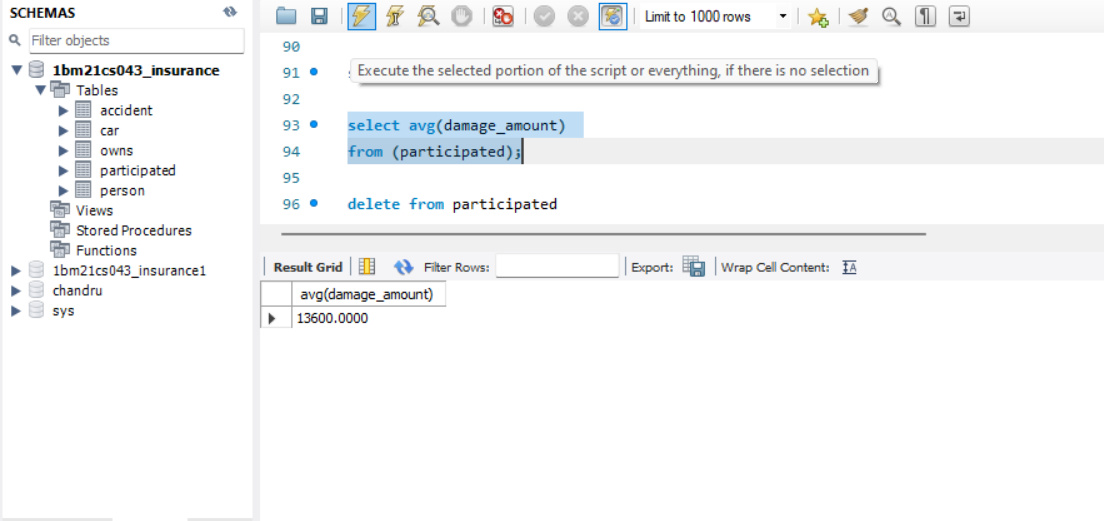 SCHEMAS
Filter objects
1bm21cs043_insurance
Tables
accident
car
owns
participated
person
Views
Stored Procedures
Functions
1bm21cs043_insurance1
chandru
sys
Limit to 1000 rows
90
91
Execute the selected portion of the script or everything, if there is no selection
92
93 select avg(damage_amount)
94 from (participated);
95
96 delete from participated
Result Grid Filter Rows: Export: Wrap Cell Content: IA
avg(damage_amount)
13600.0000